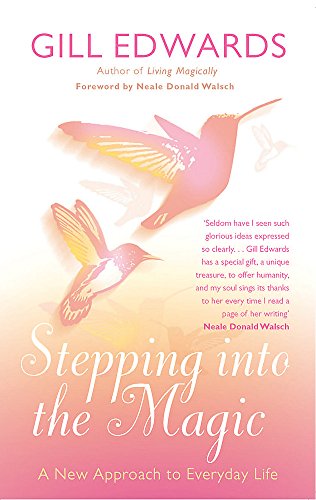 GILL EDWARDS
Author of Living Magically
Foreword by Neale Donald Walsch
‘Seldom have I seen such
glorious ideas expressed
so clearly. . . Gill Edwards
has a special gift, a unique
treasure, to offer humanity,
and my soul sings its thanks
to her every time I read a
page of her writing’
Neale Donald Walsch
Stepping into
the Magic
A New Approach to Everyday Life